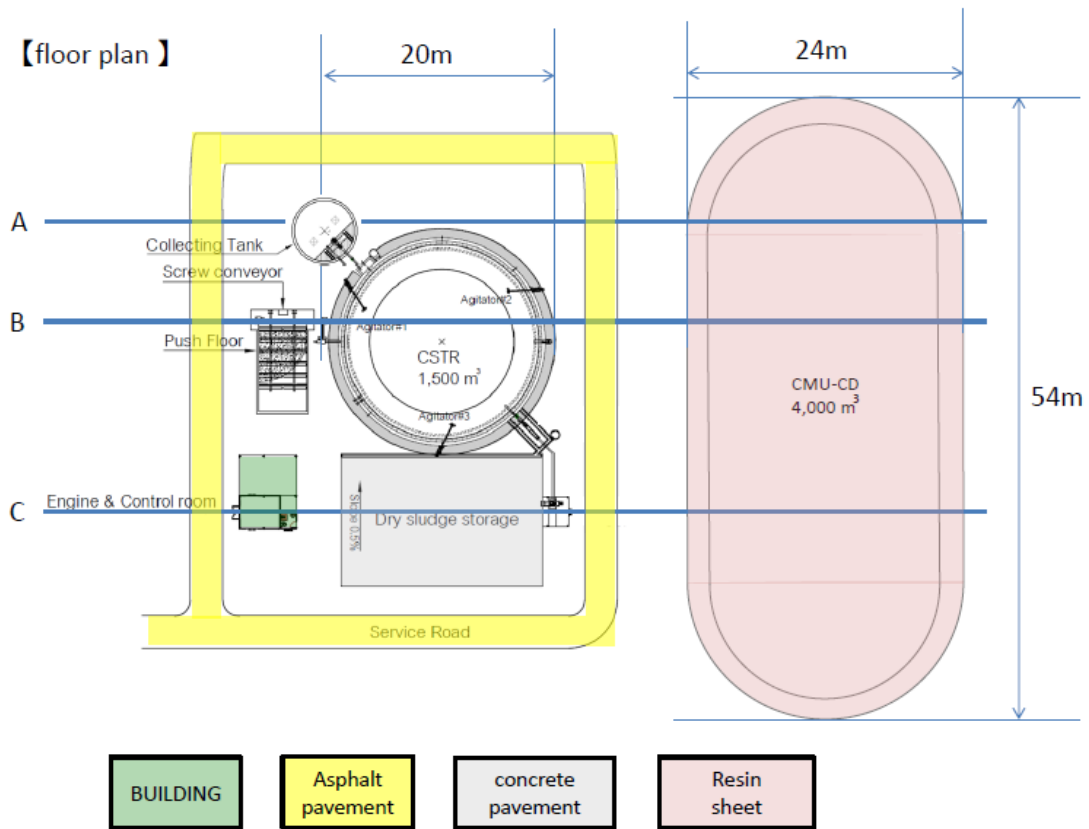 【floor plan 】
20m
24m
A
Collecting Tank
Screw conveyor
Agitator#2
B
Agitator#1
Push Floor
CSTR
1,500 m³
CMU-CD
4,000 m³
54m
Agitator#3
C
Engine & Control room
Slope 0.5%
Dry sludge storage
Service Road
BUILDING
Asphalt
pavement
concrete
pavement
Resin
sheet